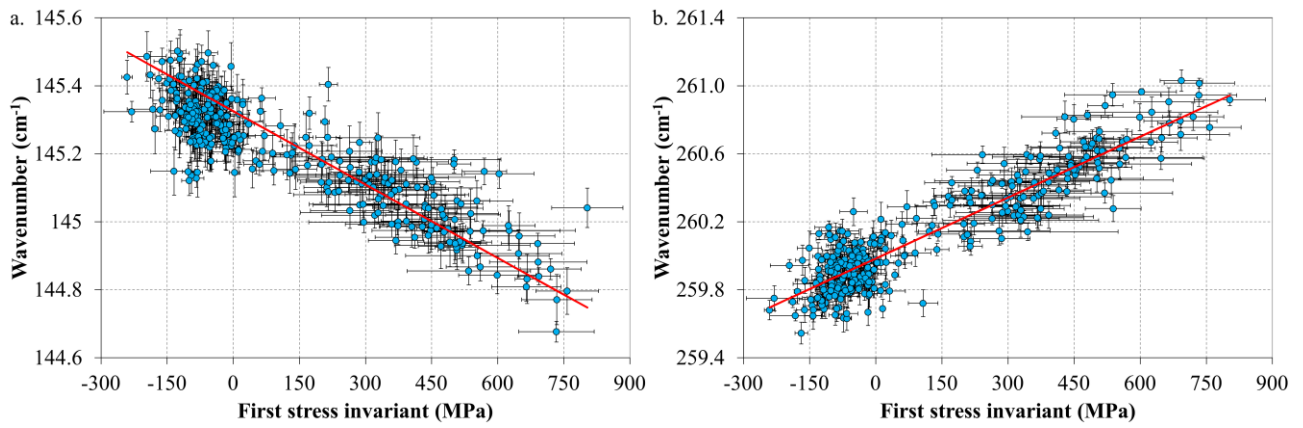 a.
Wavenumber (cm⁻¹)
145.6
145.4
145.2
145
144.8
144.6
-300 -150 0 150 300 450 600 750 900
First stress invariant (MPa)
b.
Wavenumber (cm⁻¹)
261.4
261.0
260.6
260.2
259.8
259.4
-300 -150 0 150 300 450 600 750 900
First stress invariant (MPa)